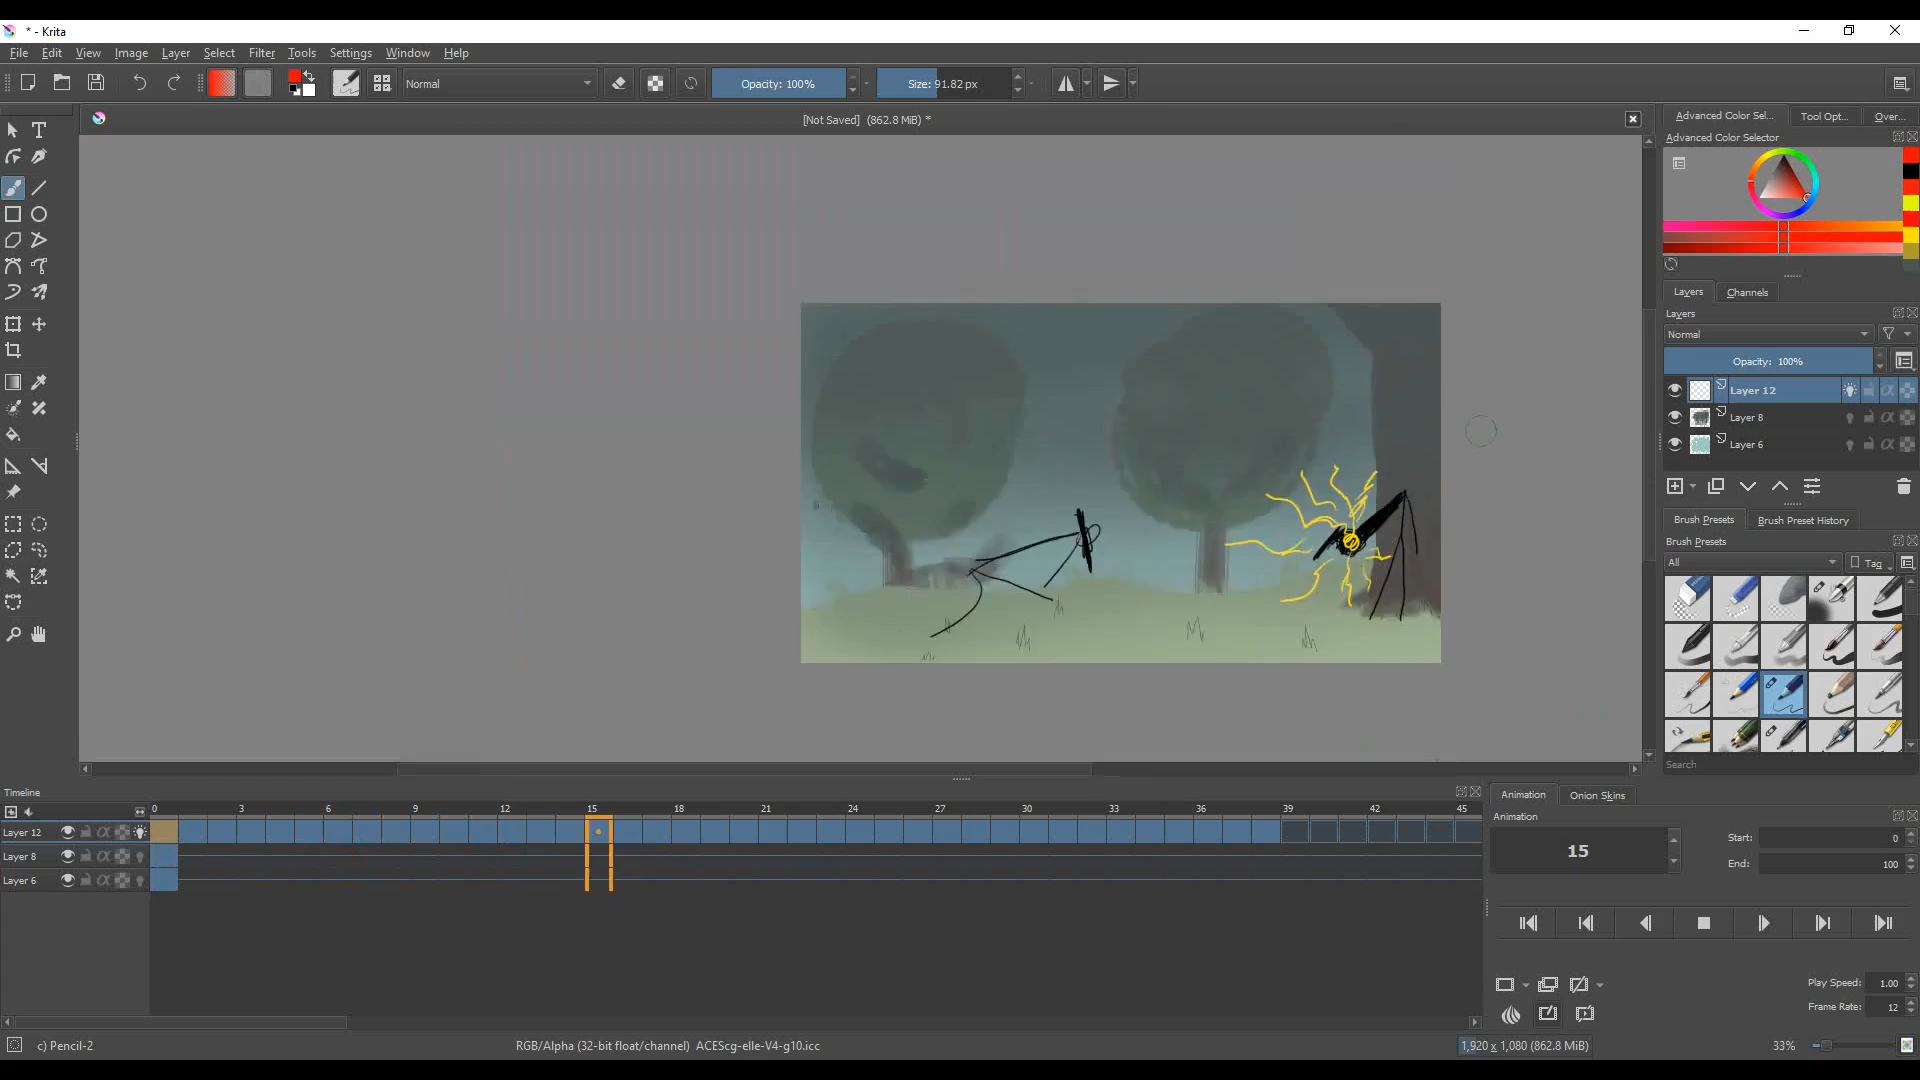 * - Krita
File Edit View Image Layer Select Filter Tools Settings Window Help
Normal Opacity: 100% Size: 91.82 px
[Not Saved] (862.8 MiB) *
Advanced Color Sel... Tool Opt... Over...
Advanced Color Selector
Layers Channels
Layers
Normal
Opacity: 100%
Layer 12
Layer 8
Layer 6
Brush Presets Brush Preset History
Brush Presets
All Tag
Search
Timeline
0 3 6 9 12 15 18 21 24 27 30 33 36 39 42 45
Layer 12
Layer 8
Layer 6
Animation Onion Skins
Animation
15
Start: 0
End: 100
Play Speed: 1.00
Frame Rate: 12
c) Pencil-2 RGB/Alpha (32-bit float/channel) ACEScg-elle-V4-g10.icc 1,920 x 1,080 (862.8 MiB) 33%